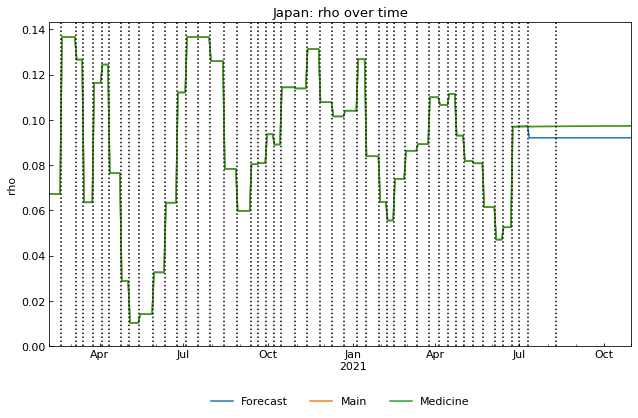 Japan: rho over time
0.14
0.12
0.10
0.08
0.06
0.04
0.02
0.00
rho
Apr Jul Oct Jan Apr Jul Oct
2021
Forecast Main Medicine